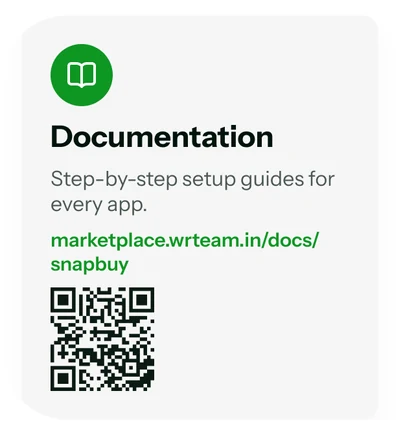 Documentation
Step-by-step setup guides for
every app.
marketplace.wrteam.in/docs/
snapbuy